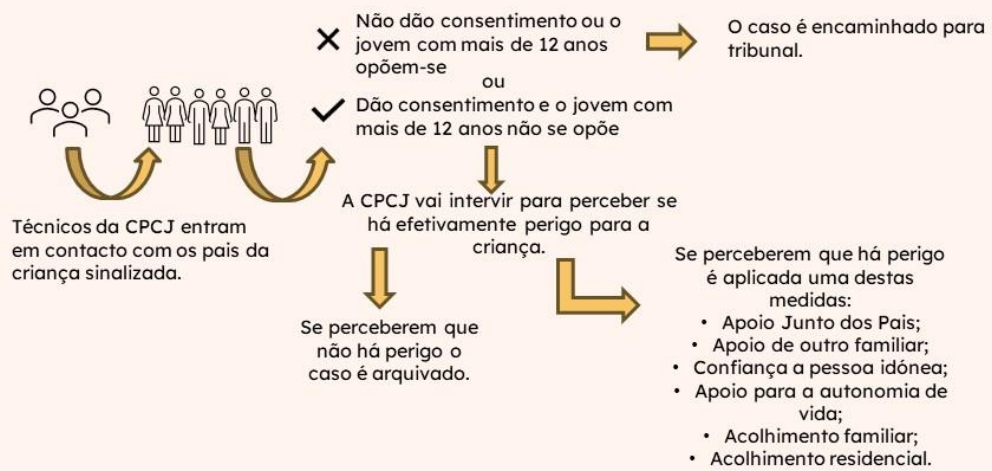 Não dão consentimento ou o
jovem com mais de 12 anos
opõem-se
ou
Dão consentimento e o jovem com
mais de 12 anos não se opõe
O caso é encaminhado para
tribunal.
Técnicos da CPCJ entram
em contacto com os pais da
criança sinalizada.
A CPCJ vai intervir para perceber se
há efetivamente perigo para a
criança.
Se perceberem que
não há perigo o
caso é arquivado.
Se perceberem que há perigo
é aplicada uma destas
medidas:
• Apoio Junto dos Pais;
• Apoio de outro familiar;
• Confiança a pessoa idónea;
• Apoio para a autonomia de
vida;
• Acolhimento familiar;
• Acolhimento residencial.